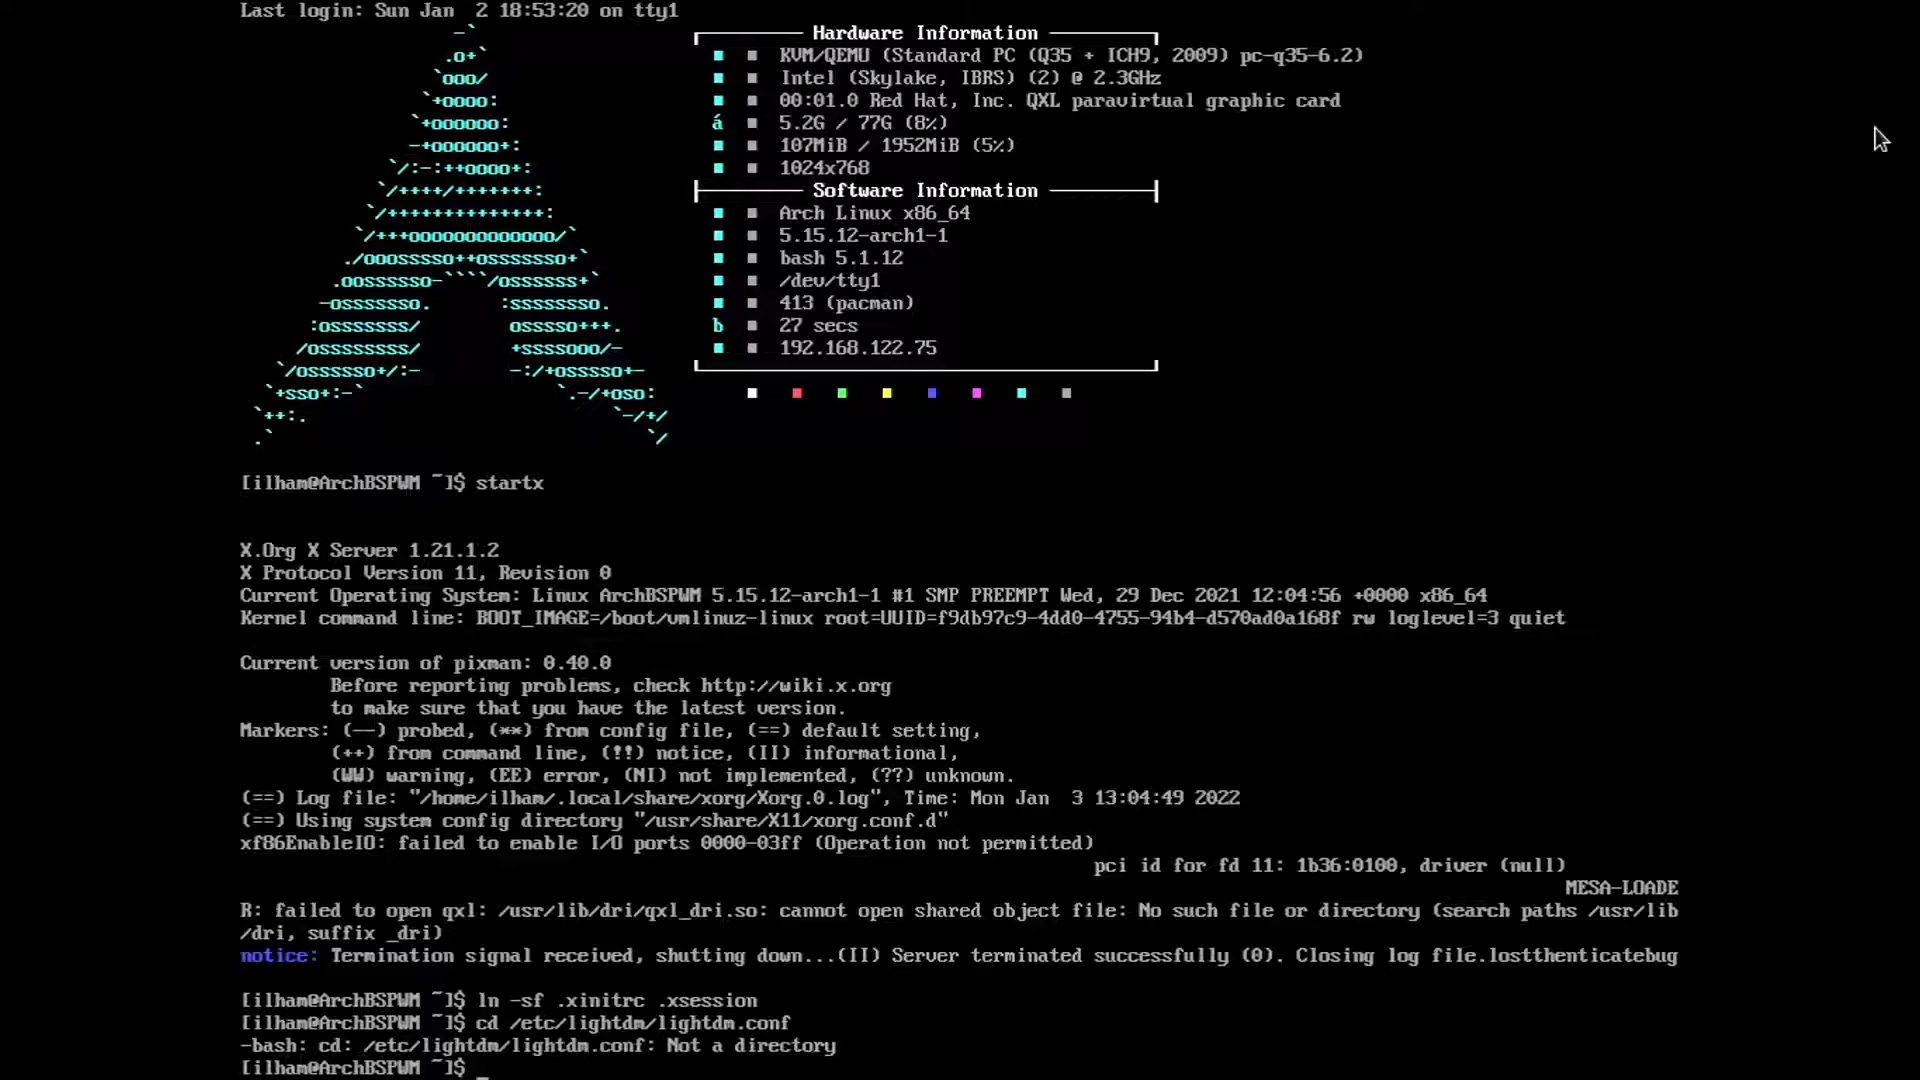 Last login: Sun Jan  2 18:53:20 on tty1
Hardware Information
KVM/QEMU (Standard PC (Q35 + ICH9, 2009) pc-q35-6.2)
Intel (Skylake, IBRS) (2) @ 2.3GHz
00:01.0 Red Hat, Inc. QXL paravirtual graphic card
á 5.2G / 77G (8%)
107MiB / 1952MiB (5%)
1024x768
Software Information
Arch Linux x86_64
5.15.12-arch1-1
bash 5.1.12
/dev/tty1
413 (pacman)
b 27 secs
192.168.122.75
[ilham@ArchBSPWM ~]$ startx
X.Org X Server 1.21.1.2
X Protocol Version 11, Revision 0
Current Operating System: Linux ArchBSPWM 5.15.12-arch1-1 #1 SMP PREEMPT Wed, 29 Dec 2021 12:04:56 +0000 x86_64
Kernel command line: BOOT_IMAGE=/boot/vmlinuz-linux root=UUID=f9db97c9-4dd0-4755-94b4-d570ad0a168f rw loglevel=3 quiet
Current version of pixman: 0.40.0
Before reporting problems, check http://wiki.x.org
to make sure that you have the latest version.
Markers: (--) probed, (**) from config file, (==) default setting,
(++) from command line, (!!) notice, (II) informational,
(WW) warning, (EE) error, (NI) not implemented, (??) unknown.
(==) Log file: "/home/ilham/.local/share/xorg/Xorg.0.log", Time: Mon Jan  3 13:04:49 2022
(==) Using system config directory "/usr/share/X11/xorg.conf.d"
xf86EnableIO: failed to enable I/O ports 0000-03ff (Operation not permitted)
pci id for fd 11: 1b36:0100, driver (null)
MESA-LOADE
R: failed to open qxl: /usr/lib/dri/qxl_dri.so: cannot open shared object file: No such file or directory (search paths /usr/lib
/dri, suffix _dri)
notice: Termination signal received, shutting down...(II) Server terminated successfully (0). Closing log file.lostthenticatebug
[ilham@ArchBSPWM ~]$ ln -sf .xinitrc .xsession
[ilham@ArchBSPWM ~]$ cd /etc/lightdm/lightdm.conf
-bash: cd: /etc/lightdm/lightdm.conf: Not a directory
[ilham@ArchBSPWM ~]$